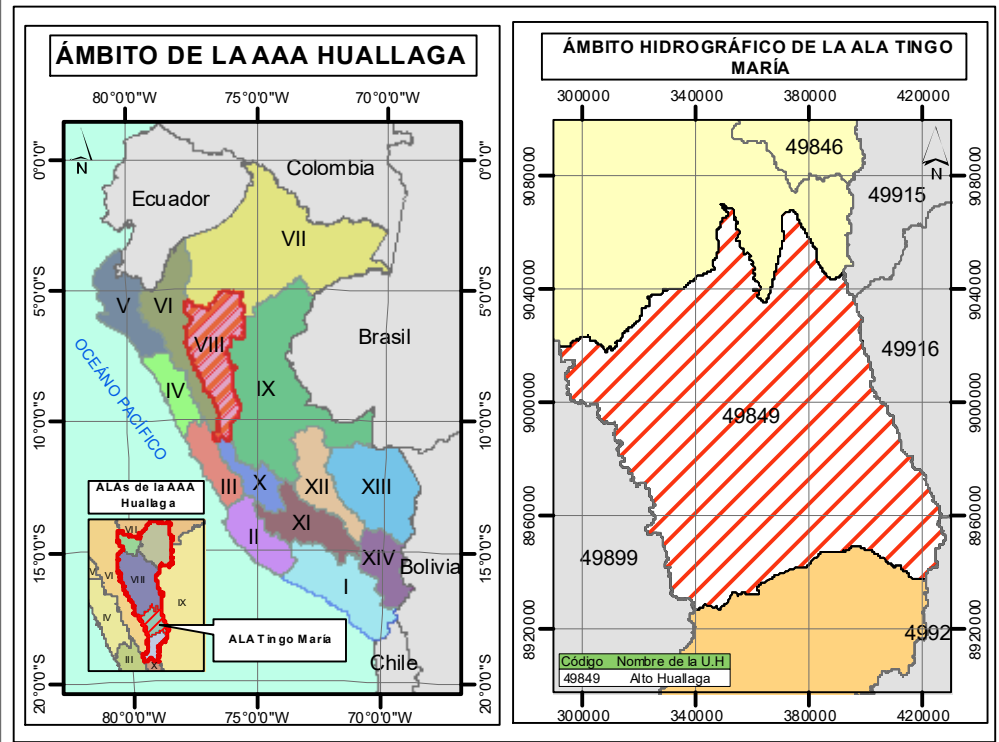 ÁMBITO DE LA AAA HUALLAGA
80°0'0"W 75°0'0"W 70°0'0"W
0°0'0" 0°0'0"
N
Colombia
Ecuador
VII
5°0'0"S 5°0'0"S
V VI
VIII
Brasil
IV IX
OCEÁNO PACÍFICO
10°0'0"S 10°0'0"S
III X XII XIII
ALAs de la AAA
Huallaga
XI
II
15°0'0"S 15°0'0"S
XIV Bolivia
I
VII
VIII
V VI
IX
IV
III X
ALA Tingo María
Chile
20°0'0"S 20°0'0"S
80°0'0"W 75°0'0"W 70°0'0"W
ÁMBITO HIDROGRÁFICO DE LA ALA TINGO
MARÍA
300000 340000 380000 420000
49846
N
9080000 9080000
49915
9040000 9040000
49916
9000000 9000000
49849
8960000 8960000
49899
8920000 8920000
4992
Código Nombre de la U.H
49849 Alto Huallaga
300000 340000 380000 420000